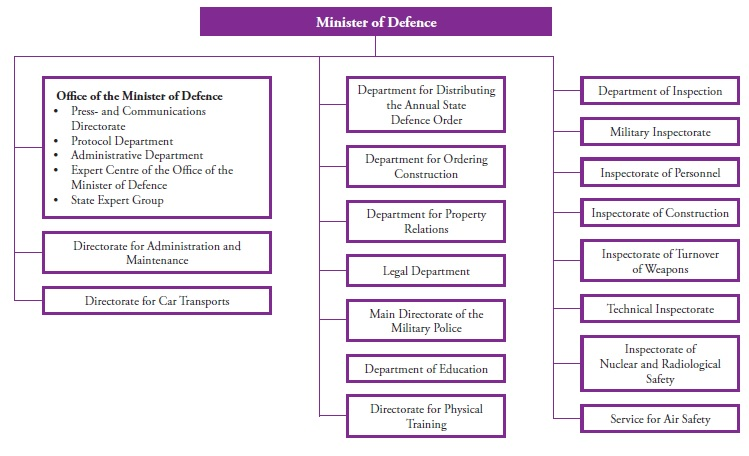 Minister of Defence
Office of the Minister of Defence
• Press- and Communications
Directorate
• Protocol Department
• Administrative Department
• Expert Centre of the Office of the
Minister of Defence
• State Expert Group
Directorate for Administration and
Maintenance
Directorate for Car Transports
Department for Distributing
the Annual State
Defence Order
Department for Ordering
Construction
Department for Property
Relations
Legal Department
Main Directorate of the
Military Police
Department of Education
Directorate for Physical
Training
Department of Inspection
Military Inspectorate
Inspectorate of Personnel
Inspectorate of Construction
Inspectorate of Turnover
of Weapons
Technical Inspectorate
Inspectorate of
Nuclear and Radiological
Safety
Service for Air Safety